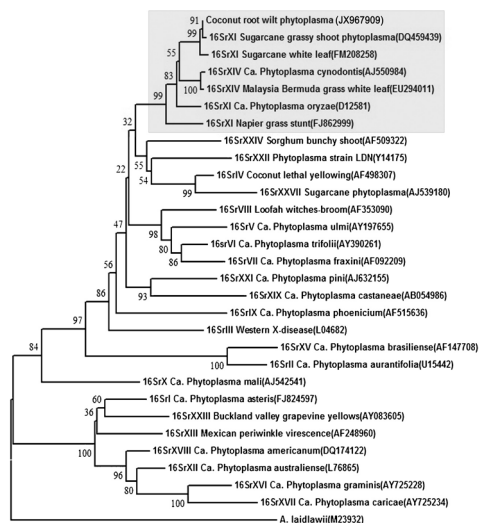 91 Coconut root wilt phytoplasma (JX967909)
99 16SrXI Sugarcane grassy shoot phytoplasma(DQ459439)
55 16SrXI Sugarcane white leaf(FM208258)
83 16SrXIV Ca. Phytoplasma cynodontis(AJ550984)
100 16SrXIV Malaysia Bermuda grass white leaf(EU294011)
99 16SrXI Ca. Phytoplasma oryzae(D12581)
16SrXI Napier grass stunt(FJ862999)
32 16SrXXIV Sorghum bunchy shoot(AF509322)
55 16SrXXII Phytoplasma strain LDN(Y14175)
54 16SrIV Coconut lethal yellowing(AF498307)
22 99 16SrXXVII Sugarcane phytoplasma(AJ539180)
16SrVIII Loofah witches-broom(AF353090)
98 16SrV Ca. Phytoplasma ulmi(AY197655)
47 80 16srVI Ca. Phytoplasma trifolii(AY390261)
86 16SrVII Ca. Phytoplasma fraxini(AF092209)
56 16SrXXI Ca. Phytoplasma pini(AJ632155)
93 16SrXIX Ca. Phytoplasma castaneae(AB054986)
86 16SrIX Ca. Phytoplasma phoenicium(AF515636)
97 16SrIII Western X-disease(L04682)
16SrXV Ca. Phytoplasma brasiliense(AF147708)
84 100 16SrII Ca. Phytoplasma aurantifolia(U15442)
16SrX Ca. Phytoplasma mali(AJ542541)
60 16SrI Ca. Phytoplasma asteris(FJ824597)
36 16SrXXIII Buckland valley grapevine yellows(AY083605)
16SrXIII Mexican periwinkle virescence(AF248960)
100 16SrXVIII Ca. Phytoplasma americanum(DQ174122)
96 16SrXII Ca. Phytoplasma australiense(L76865)
80 16SrXVI Ca. Phytoplasma graminis(AY725228)
100 16SrXVII Ca. Phytoplasma caricae(AY725234)
A. laidlawii(M23932)